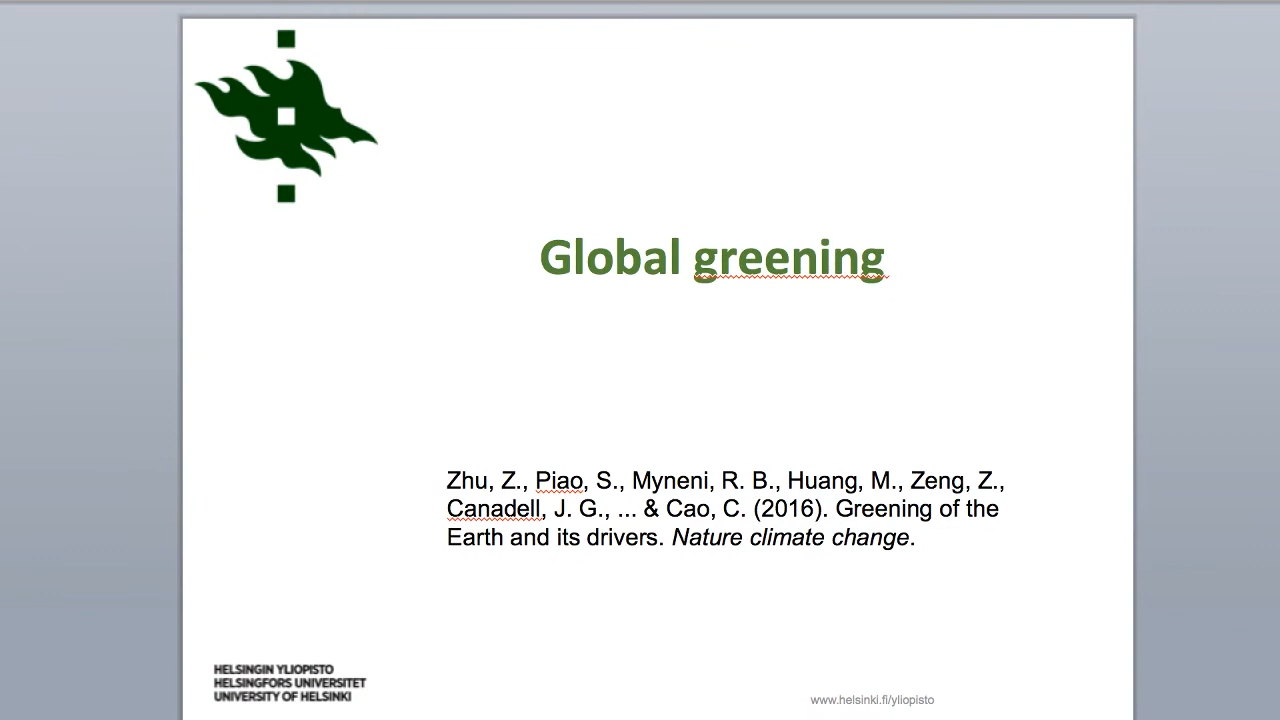 Global greening
Zhu, Z., Piao, S., Myneni, R. B., Huang, M., Zeng, Z.,
Canadell, J. G., ... & Cao, C. (2016). Greening of the
Earth and its drivers. Nature climate change.
HELSINGIN YLIOPISTO
HELSINGFORS UNIVERSITET
UNIVERSITY OF HELSINKI
www.helsinki.fi/yliopisto